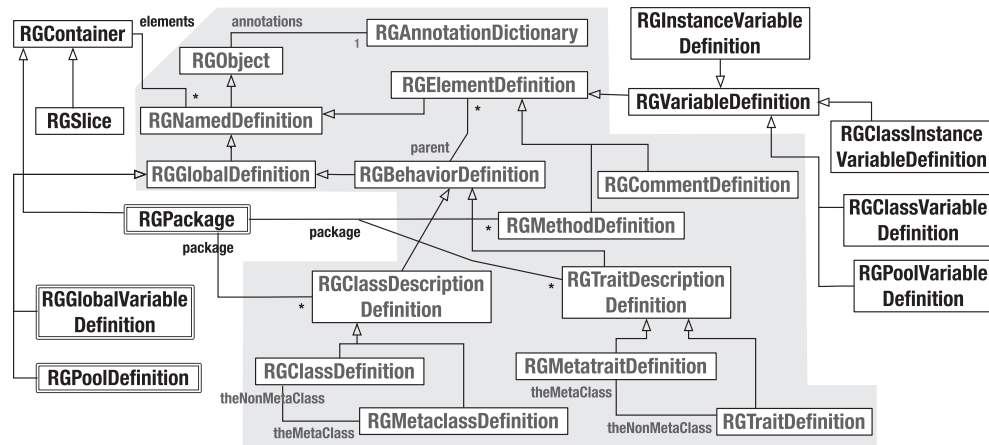 RGContainer
elements
annotations
RGAnnotationDictionary
1
RGInstanceVariable
Definition
RGObject
RGElementDefinition
*
*
RGVariableDefinition
RGSlice
RGNamedDefinition
RGClassInstance
VariableDefinition
parent
RGGlobalDefinition
RGBehaviorDefinition
RGCommentDefinition
RGPackage
package
package
*
RGMethodDefinition
RGClassVariable
Definition
RGGlobalVariable
Definition
*
RGClassDescription
Definition
*
RGTraitDescription
Definition
RGPoolVariable
Definition
RGPoolDefinition
RGClassDefinition
theNonMetaClass
RGMetatraitDefinition
theMetaClass
theMetaClass
RGMetaclassDefinition
theNonMetaClass
RGTraitDefinition